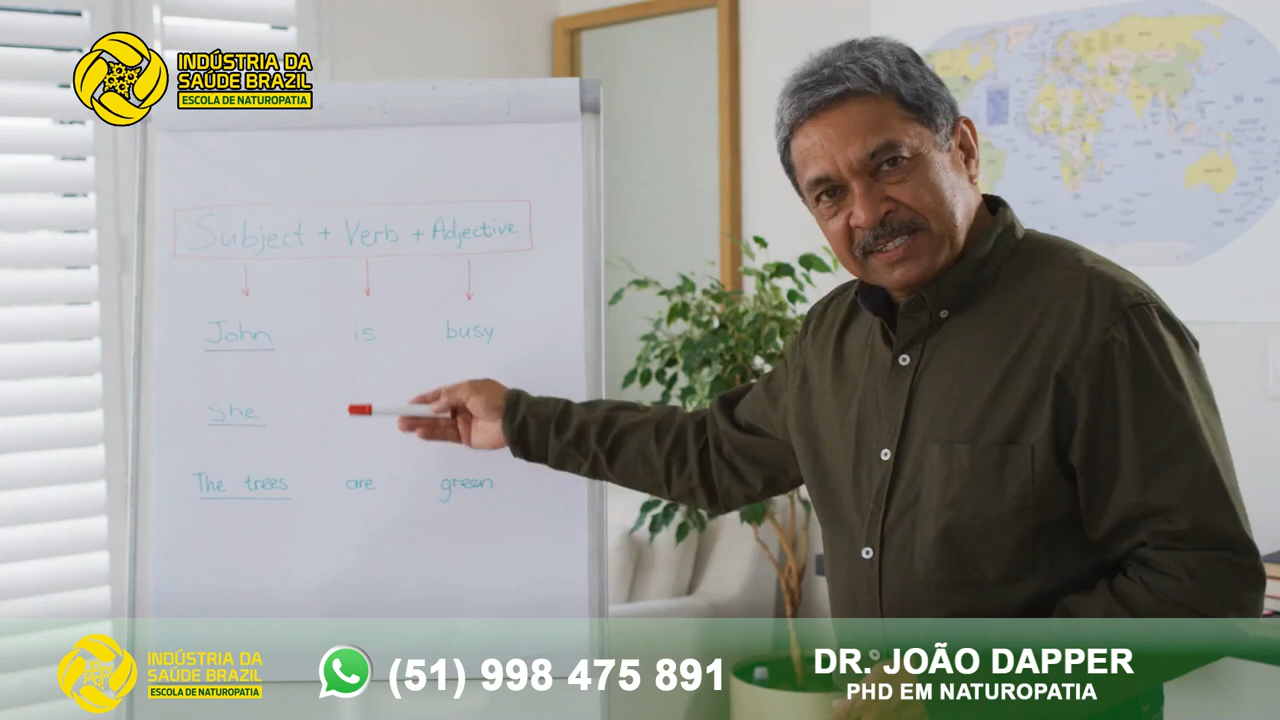 INDÚSTRIA DA
SAÚDE BRAZIL
ESCOLA DE NATUROPATIA
Subject + Verb + Adjective
John is busy
She
The trees are green
INDÚSTRIA DA
SAÚDE BRAZIL
ESCOLA DE NATUROPATIA
(51) 998 475 891
DR. JOÃO DAPPER
PHD EM NATUROPATIA